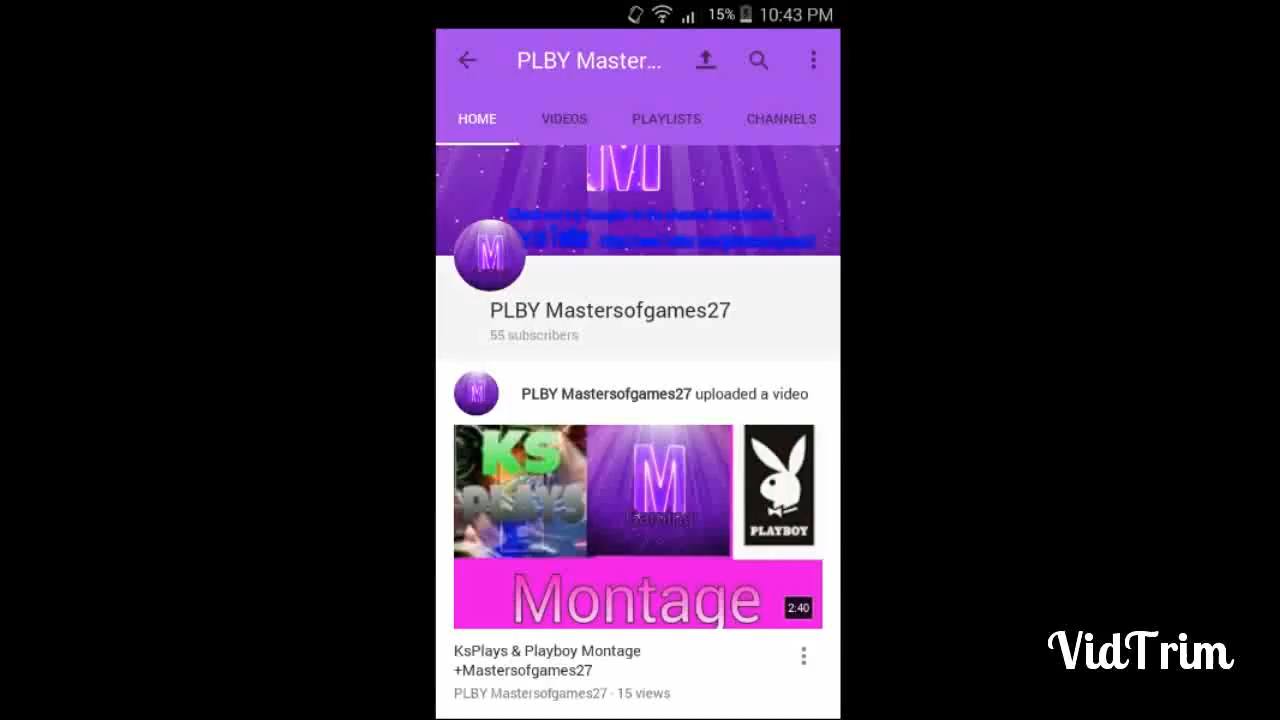 15% 10:43 PM
PLBY Master...
HOME VIDEOS PLAYLISTS CHANNELS
M
M
PLBY Mastersofgames27
55 subscribers
M
PLBY Mastersofgames27 uploaded a video
KS
PLAYS
M
Gaming
PLAYBOY
Montage
2:40
KsPlays & Playboy Montage
+Mastersofgames27
PLBY Mastersofgames27 · 15 views
VidTrim